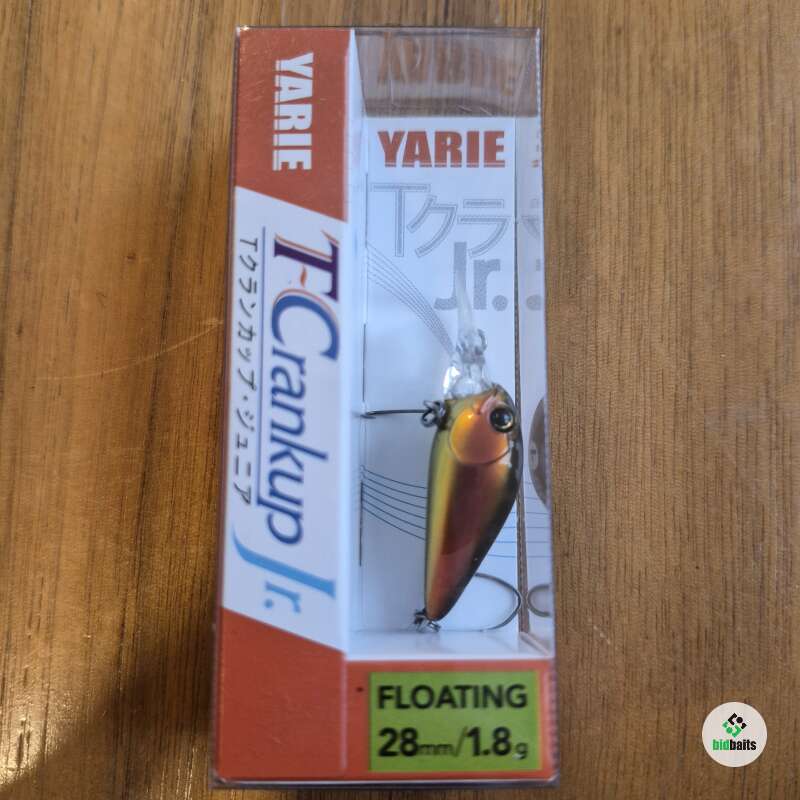 YARIE
T-Crankup Jr.
Tクランカップ・ジュニア
YARIE
Tクラ
Jr.
FLOATING
28mm/1.8g
bidbaits